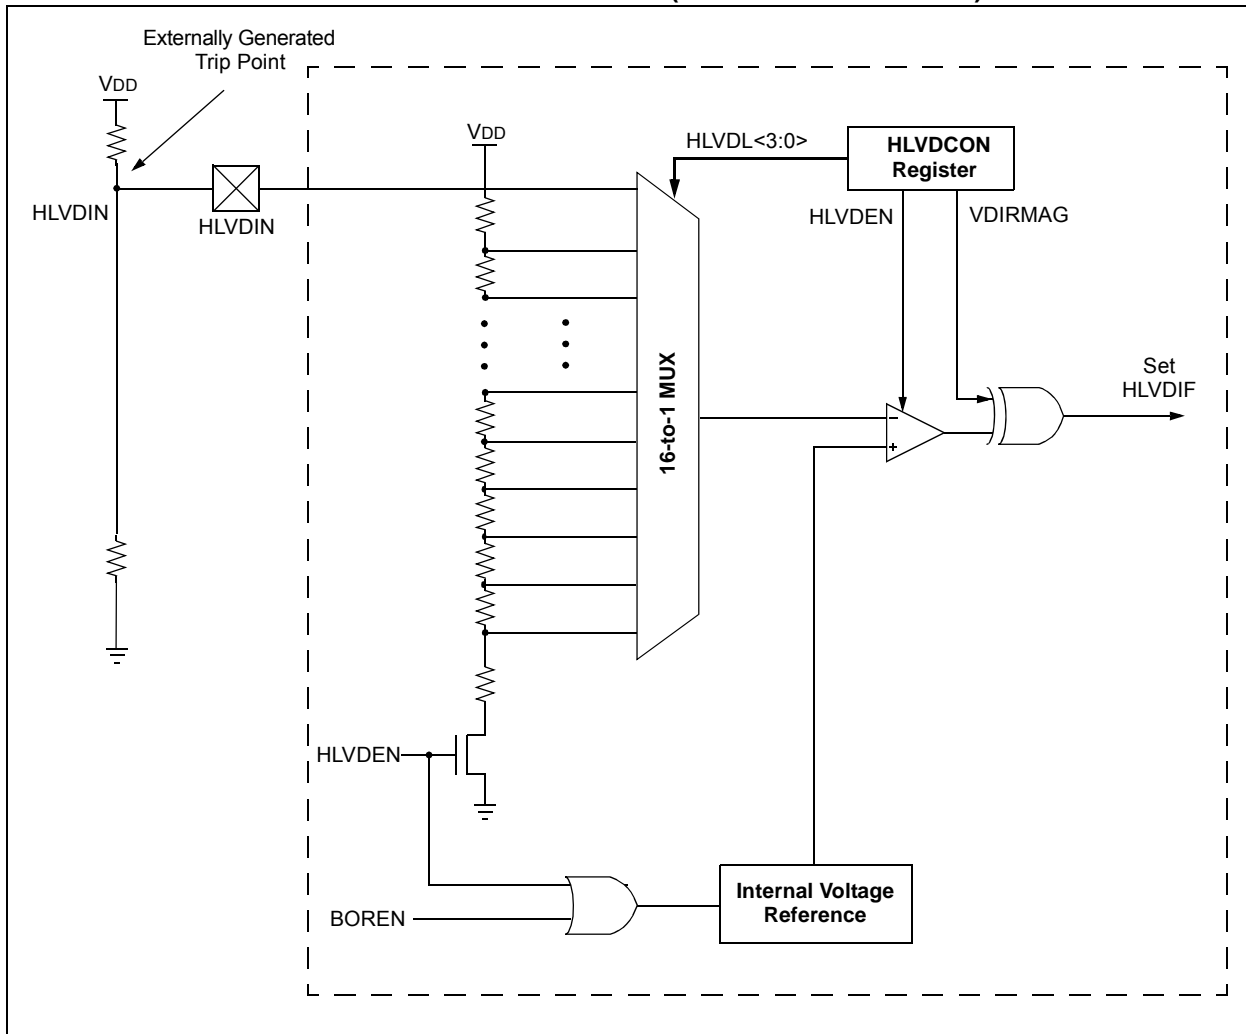 Externally Generated
Trip Point
VDD
VDD
HLVDL<3:0>
HLVDCON
Register
HLVDIN
HLVDIN
HLVDEN
VDIRMAG
16-to-1 MUX
Set
HLVDIF
–
+
HLVDEN
BOREN
Internal Voltage
Reference